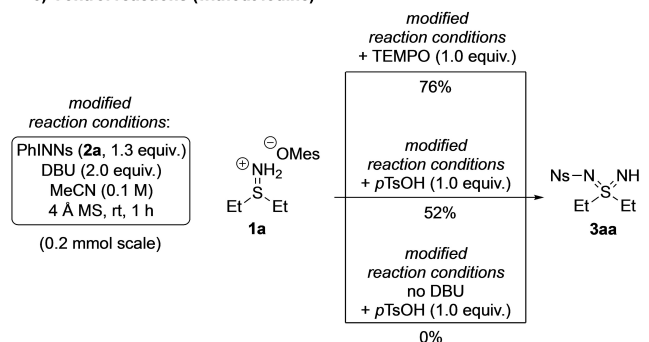 modified
reaction conditions
+ TEMPO (1.0 equiv.)
76%
modified
reaction conditions:
PhINNs (2a, 1.3 equiv.)
DBU (2.0 equiv.)
MeCN (0.1 M)
4 Å MS, rt, 1 h
(0.2 mmol scale)
⊖
OMes
⊕
NH2
S
Et Et
1a
modified
reaction conditions
+ pTsOH (1.0 equiv.)
52%
modified
reaction conditions
no DBU
+ pTsOH (1.0 equiv.)
0%
Ns N NH
S
Et Et
3aa